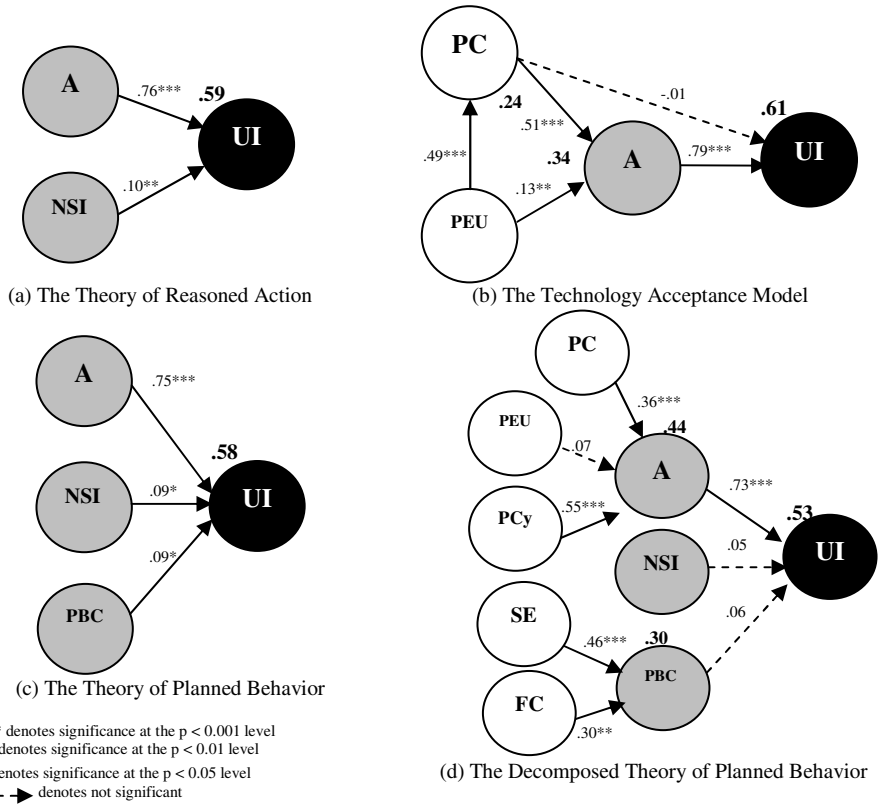 A
.76***
.59
UI
NSI
.10**
(a) The Theory of Reasoned Action
PC
.24
-.01
.61
.51***
.49***
.34
A
.79***
UI
.13**
PEU
(b) The Technology Acceptance Model
A
.75***
.58
NSI
.09*
UI
.09*
PBC
(c) The Theory of Planned Behavior
PC
.36***
PEU
.07
.44
A
PCy
.55***
.73***
.53
NSI
.05
UI
SE
.46***
.30
.06
PBC
FC
.30**
(d) The Decomposed Theory of Planned Behavior
* denotes significance at the p < 0.001 level
denotes significance at the p < 0.01 level
enotes significance at the p < 0.05 level
denotes not significant